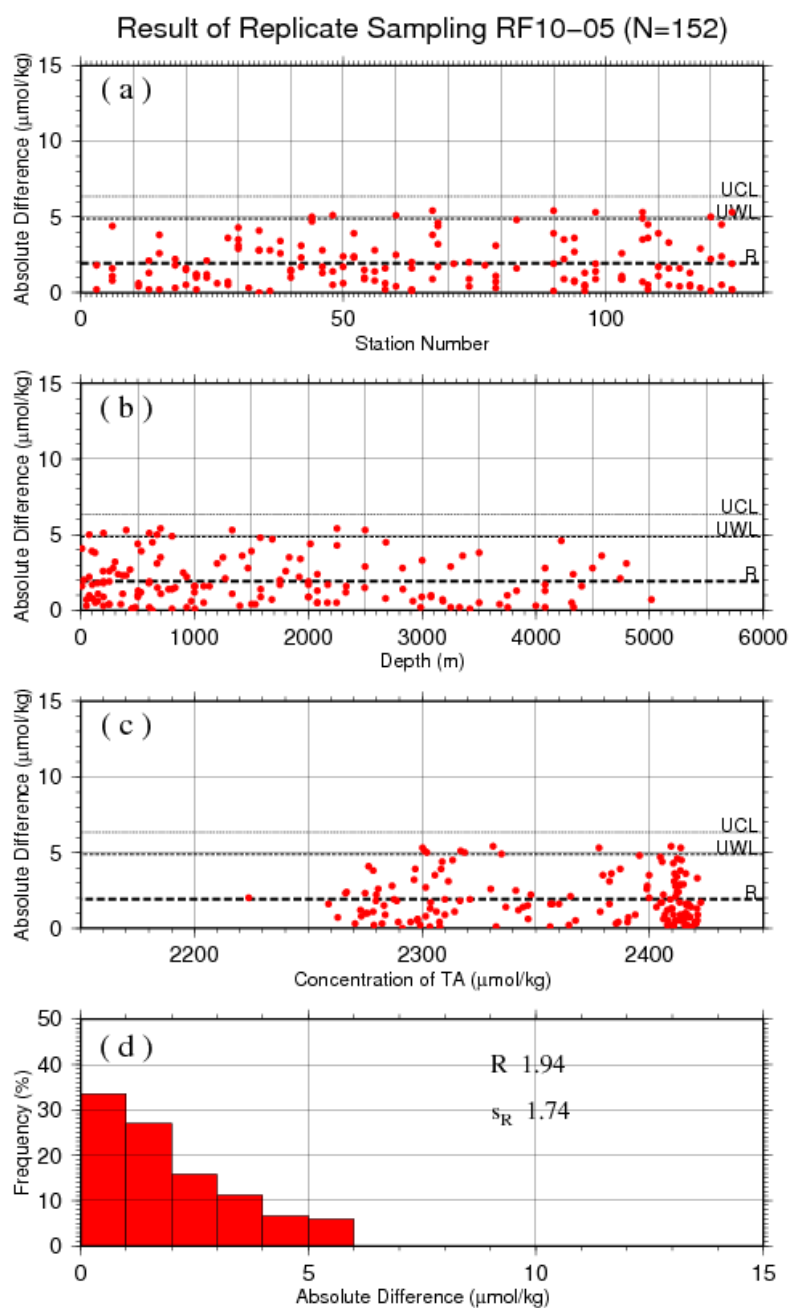 Result of Replicate Sampling RF10−05 (N=152)
Absolute Difference (μmol/kg)
15
10
5
0
( a )
UCL
UWL
R
0 50 100
Station Number
Absolute Difference (μmol/kg)
15
10
5
0
( b )
UCL
UWL
R
0 1000 2000 3000 4000 5000 6000
Depth (m)
Absolute Difference (μmol/kg)
15
10
5
0
( c )
UCL
UWL
R
2200 2300 2400
Concentration of TA (μmol/kg)
Frequency (%)
50
40
30
20
10
0
( d )
R 1.94
sR 1.74
0 5 10 15
Absolute Difference (μmol/kg)